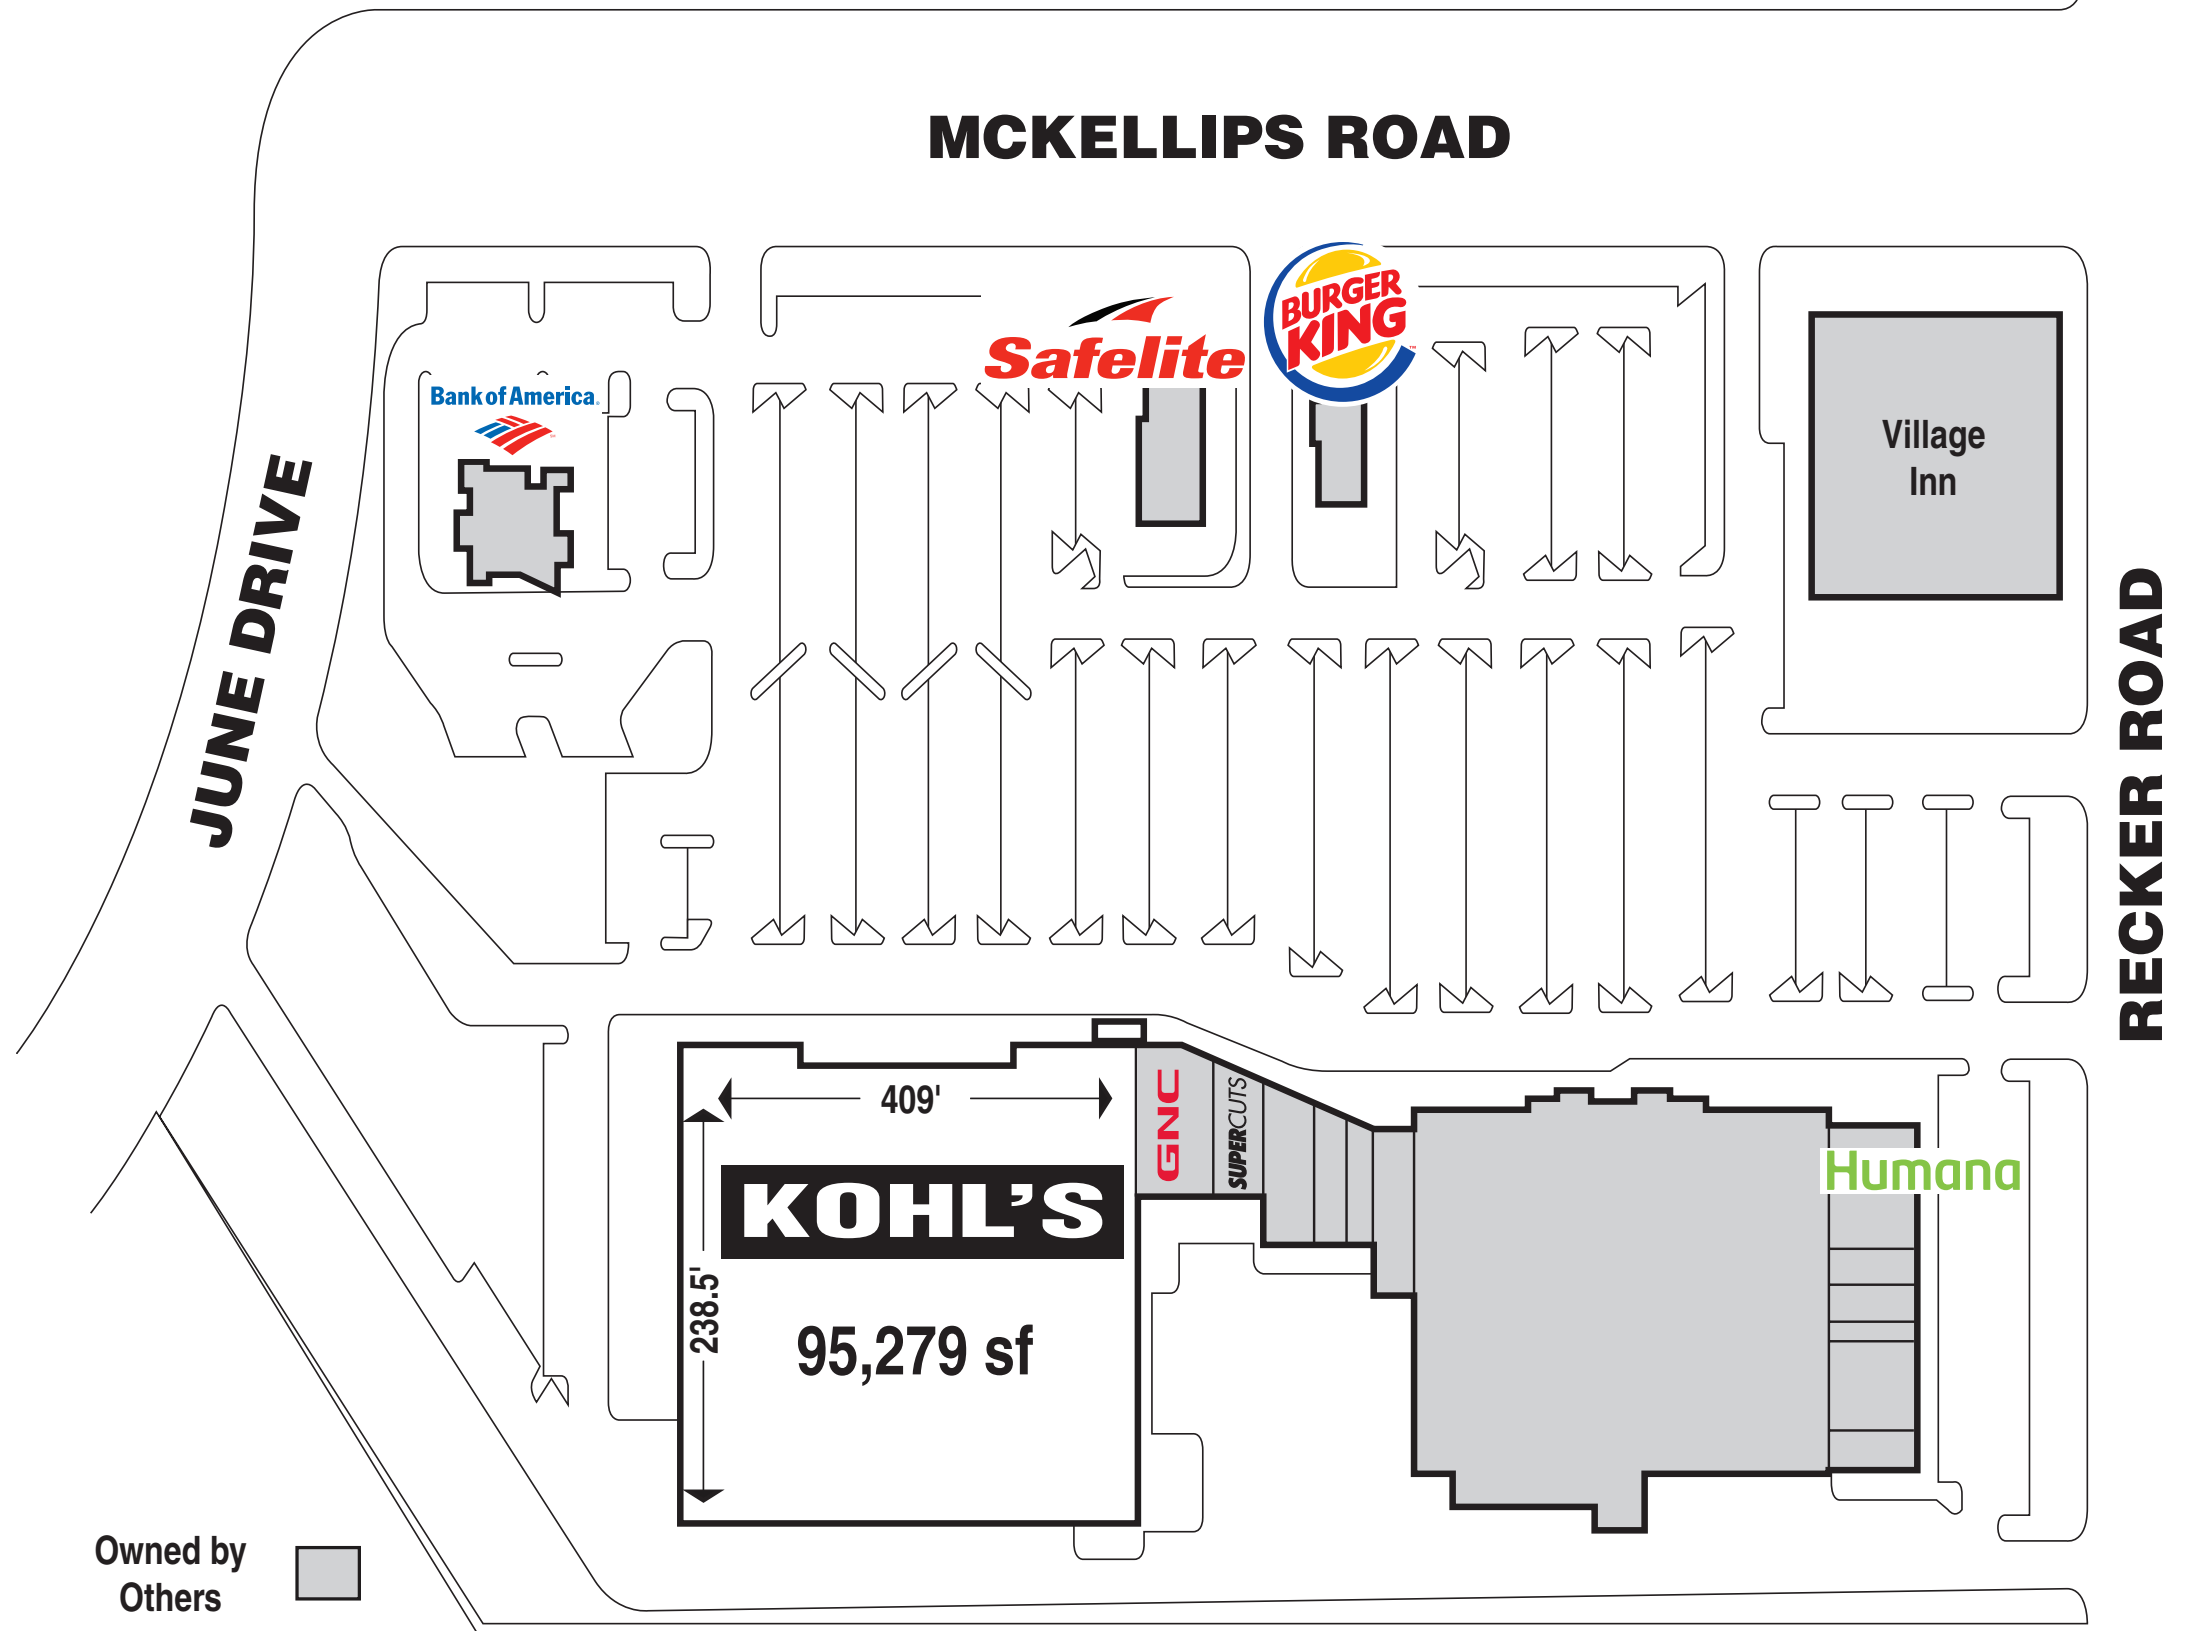 MCKELLIPS ROAD
BURGER
KING
™
Safelite
Bank of America
Village
Inn
JUNE DRIVE
RECKER ROAD
409'
GNC
SUPERCUTS
KOHL'S
Humana
238.5'
95,279 sf
Owned by
Others